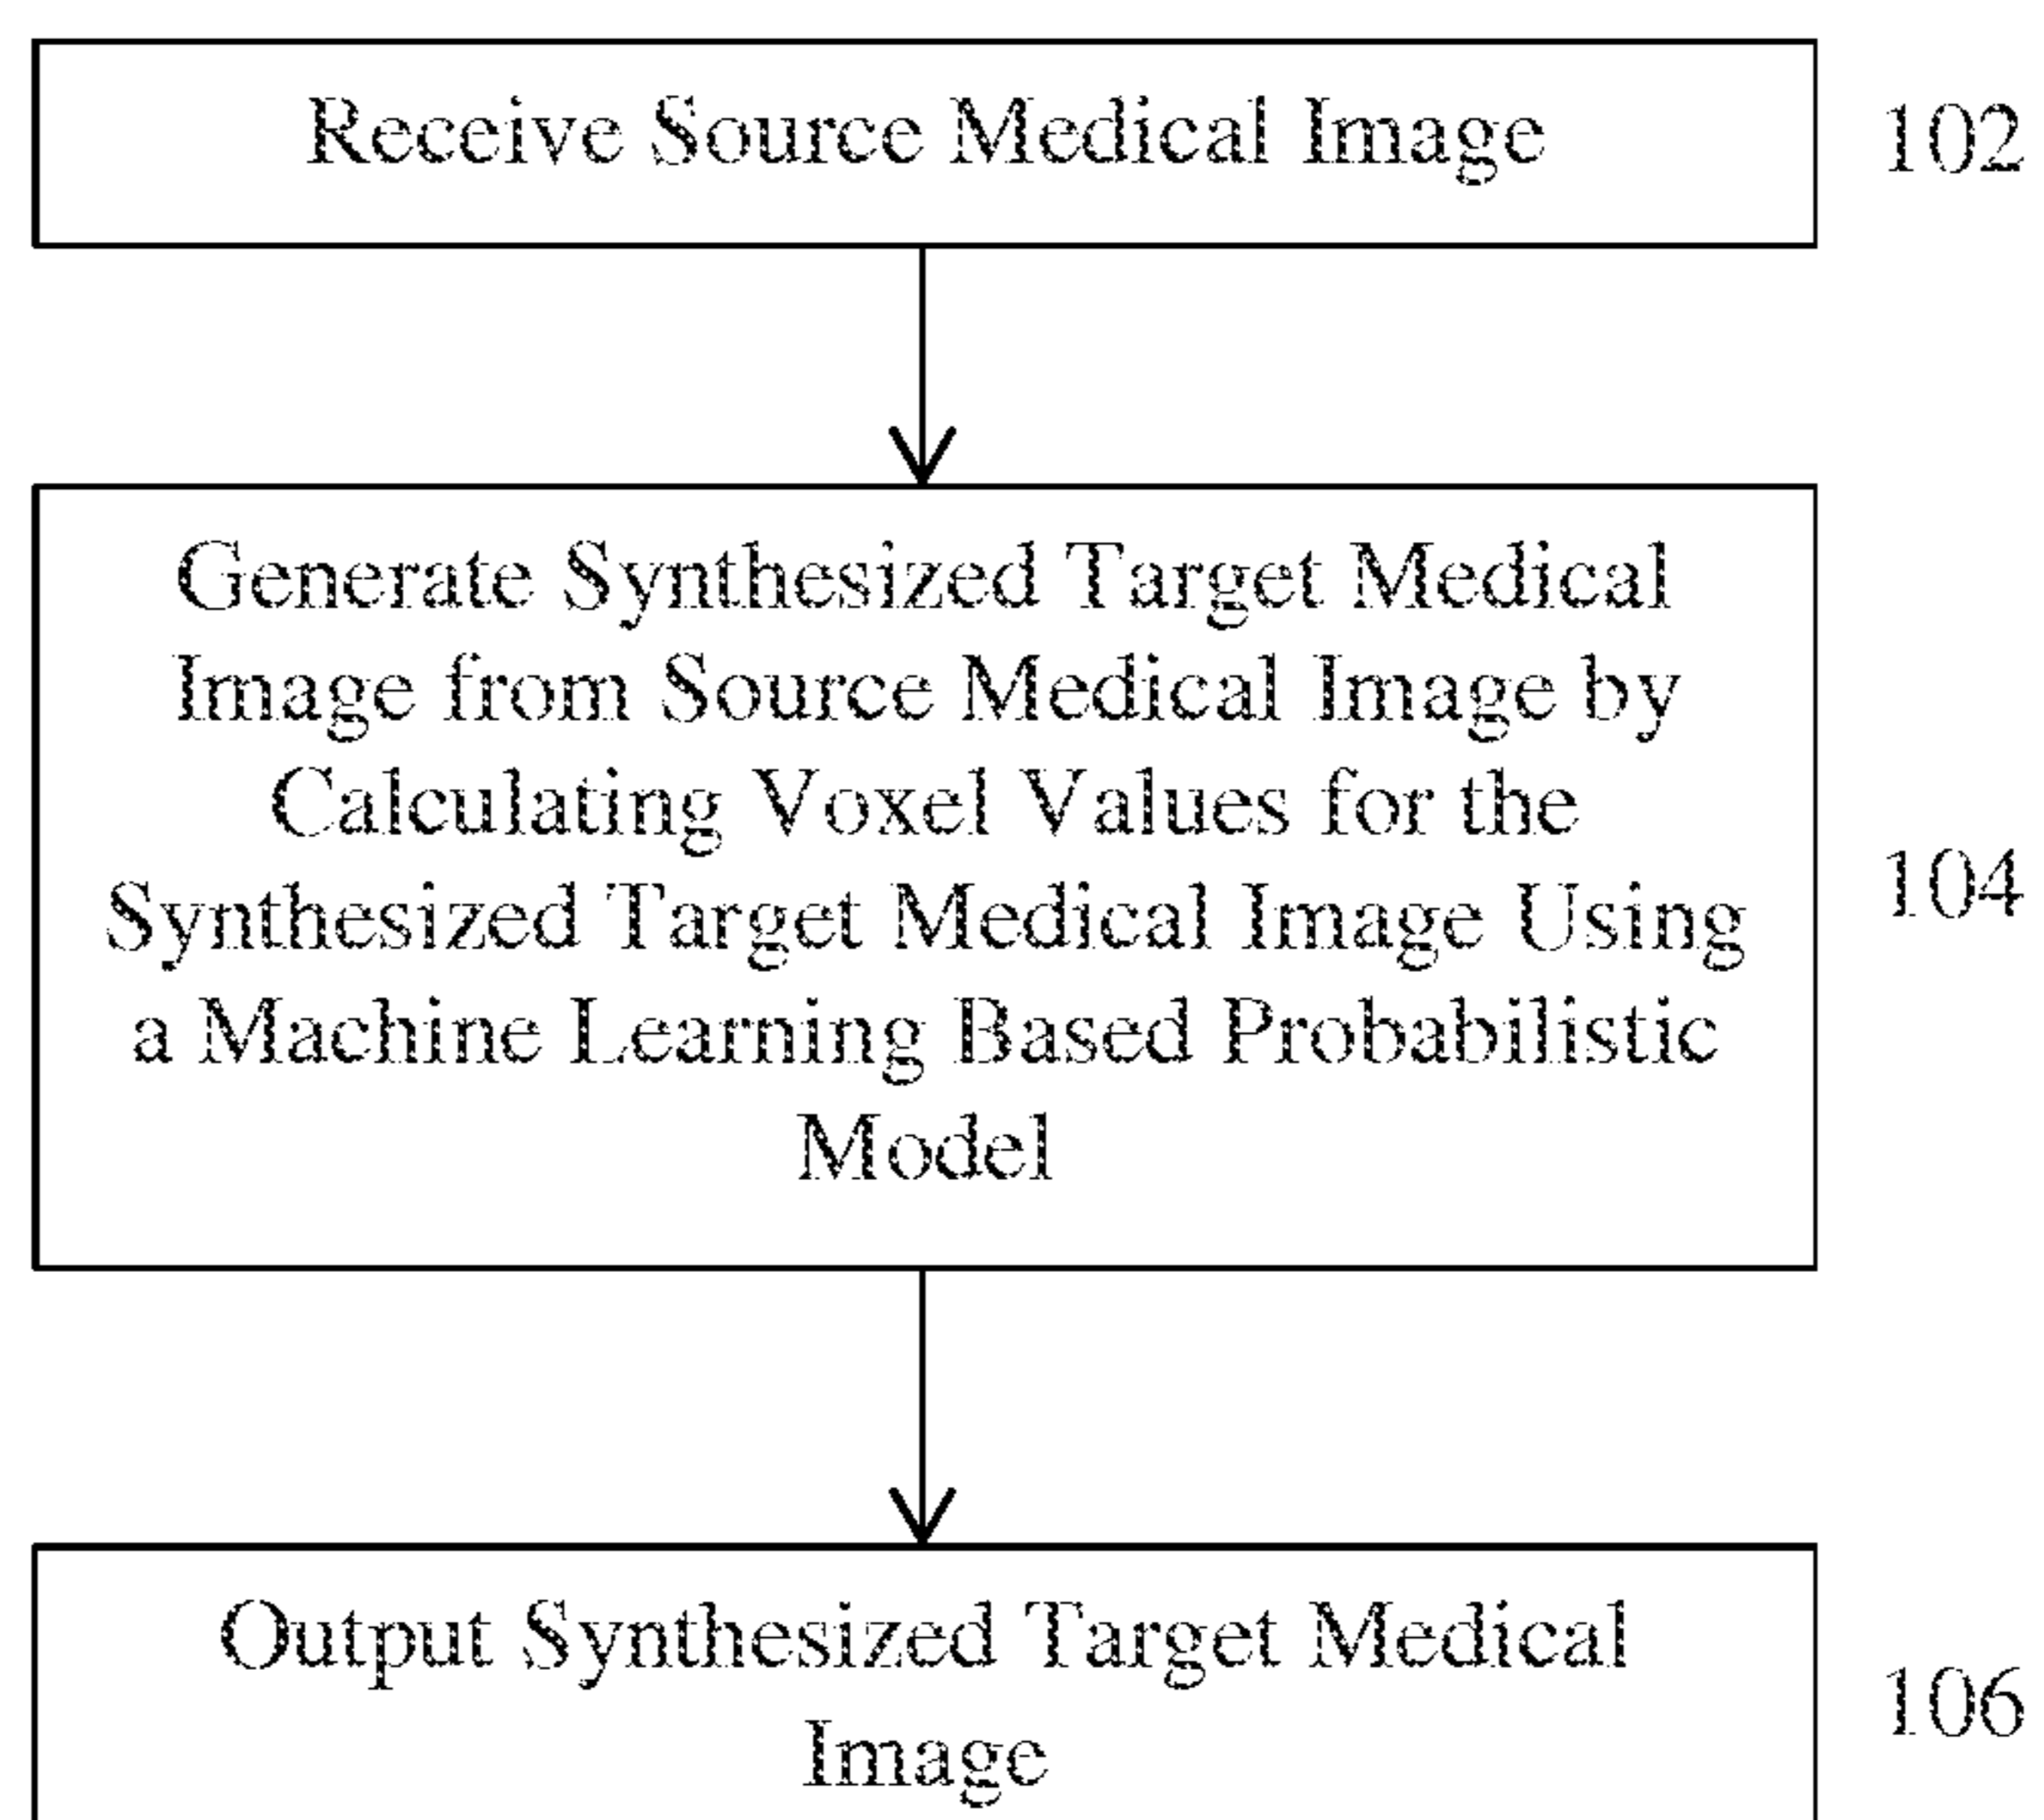 Receive Source Medical Image
102
Generate Synthesized Target Medical
Image from Source Medical Image by
Calculating Voxel Values for the
Synthesized Target Medical Image Using
a Machine Learning Based Probabilistic
Model
104
Output Synthesized Target Medical
Image
106